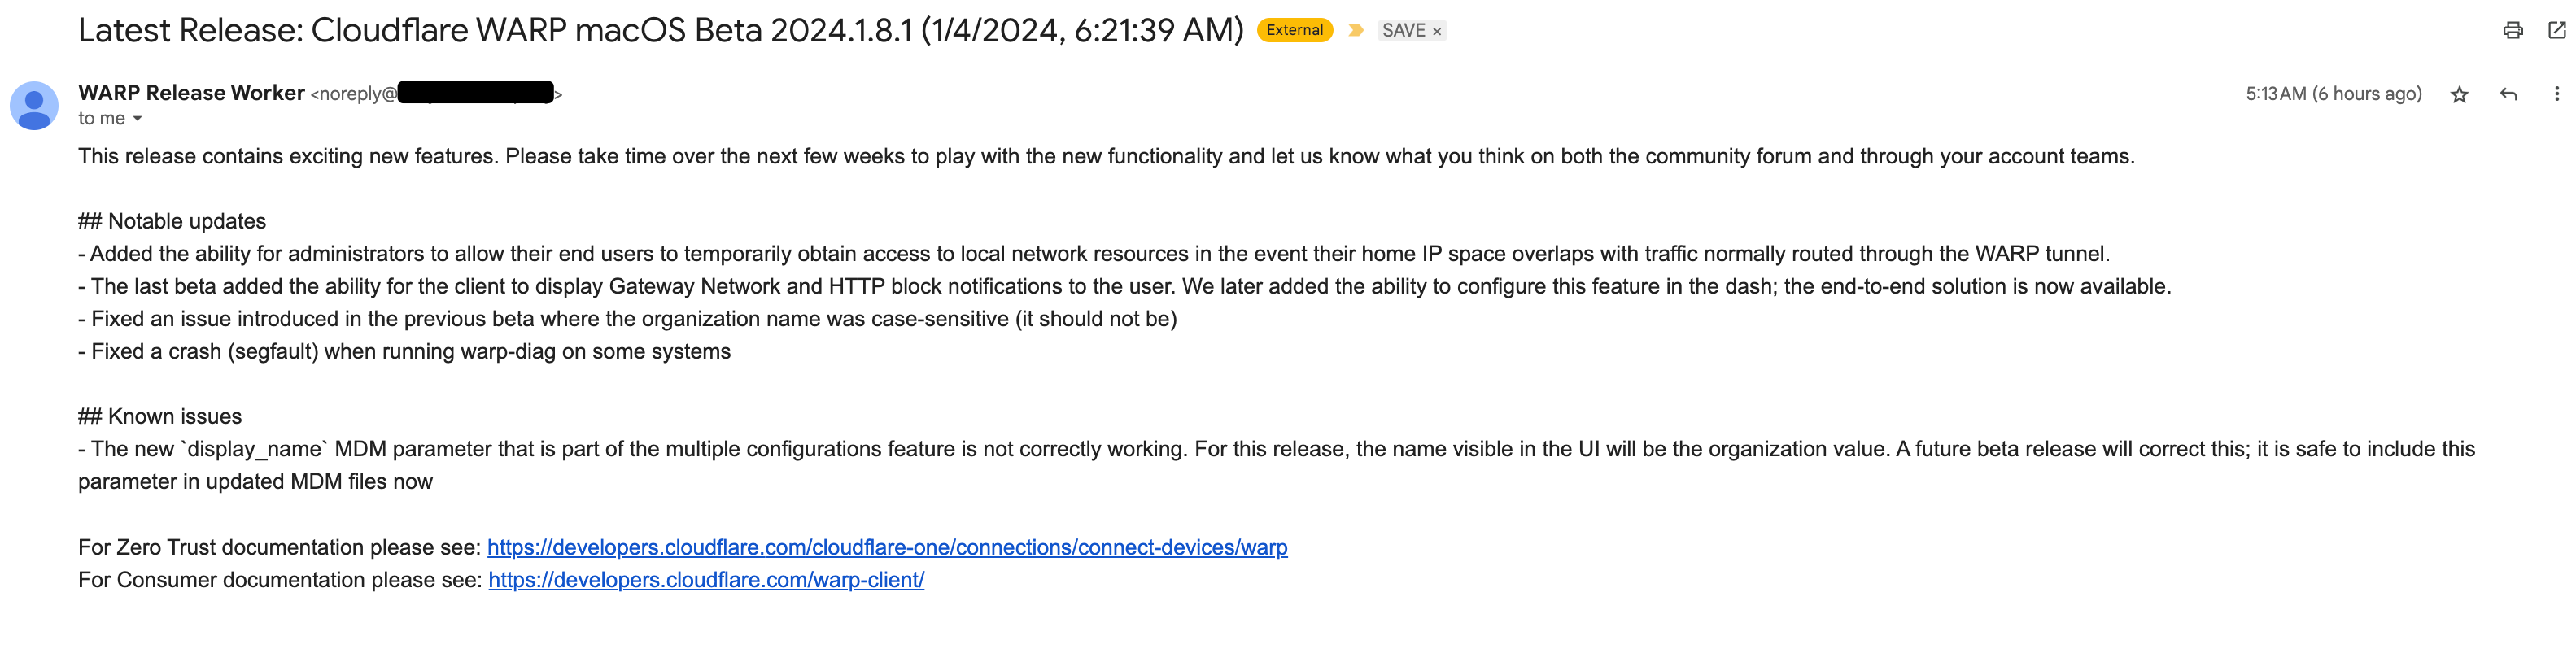 Latest Release: Cloudflare WARP macOS Beta 2024.1.8.1 (1/4/2024, 6:21:39 AM) External SAVE ×
WARP Release Worker <noreply@ > 5:13 AM (6 hours ago)
to me
This release contains exciting new features. Please take time over the next few weeks to play with the new functionality and let us know what you think on both the community forum and through your account teams.
## Notable updates
- Added the ability for administrators to allow their end users to temporarily obtain access to local network resources in the event their home IP space overlaps with traffic normally routed through the WARP tunnel.
- The last beta added the ability for the client to display Gateway Network and HTTP block notifications to the user. We later added the ability to configure this feature in the dash; the end-to-end solution is now available.
- Fixed an issue introduced in the previous beta where the organization name was case-sensitive (it should not be)
- Fixed a crash (segfault) when running warp-diag on some systems
## Known issues
- The new `display_name` MDM parameter that is part of the multiple configurations feature is not correctly working. For this release, the name visible in the UI will be the organization value. A future beta release will correct this; it is safe to include this
parameter in updated MDM files now
For Zero Trust documentation please see: https://developers.cloudflare.com/cloudflare-one/connections/connect-devices/warp
For Consumer documentation please see: https://developers.cloudflare.com/warp-client/